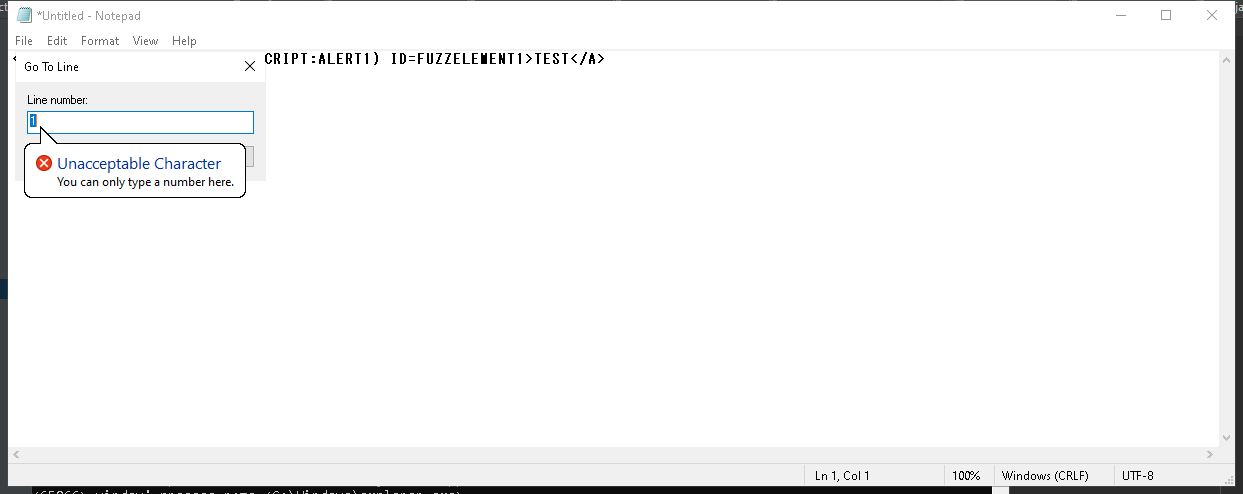 *Untitled - Notepad
File Edit Format View Help
CRIPT:ALERT1) ID=FUZZELEMENT1>TEST</A>
Go To Line
Line number:
1
Unacceptable Character
You can only type a number here.
Ln 1, Col 1 100% Windows (CRLF) UTF-8